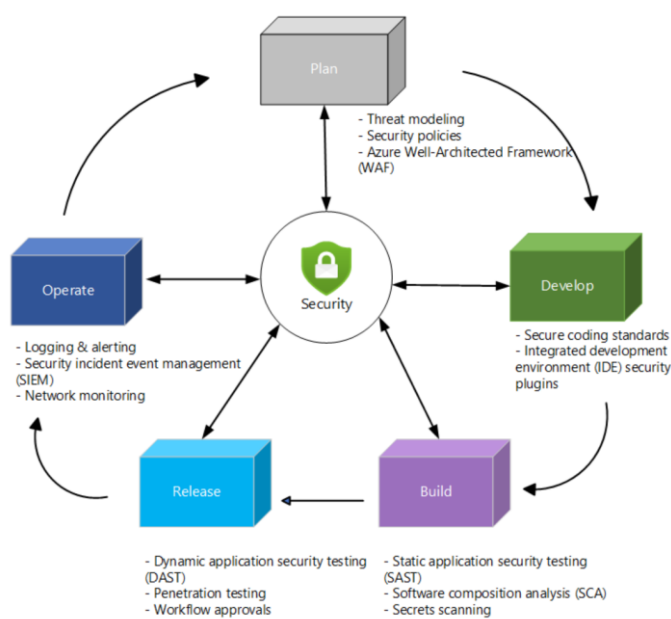 Plan
- Threat modeling
- Security policies
- Azure Well-Architected Framework
(WAF)
Security
Operate
- Logging & alerting
- Security incident event management
(SIEM)
- Network monitoring
Develop
- Secure coding standards
- Integrated development
environment (IDE) security
plugins
Release
- Dynamic application security testing
(DAST)
- Penetration testing
- Workflow approvals
Build
- Static application security testing
(SAST)
- Software composition analysis (SCA)
- Secrets scanning